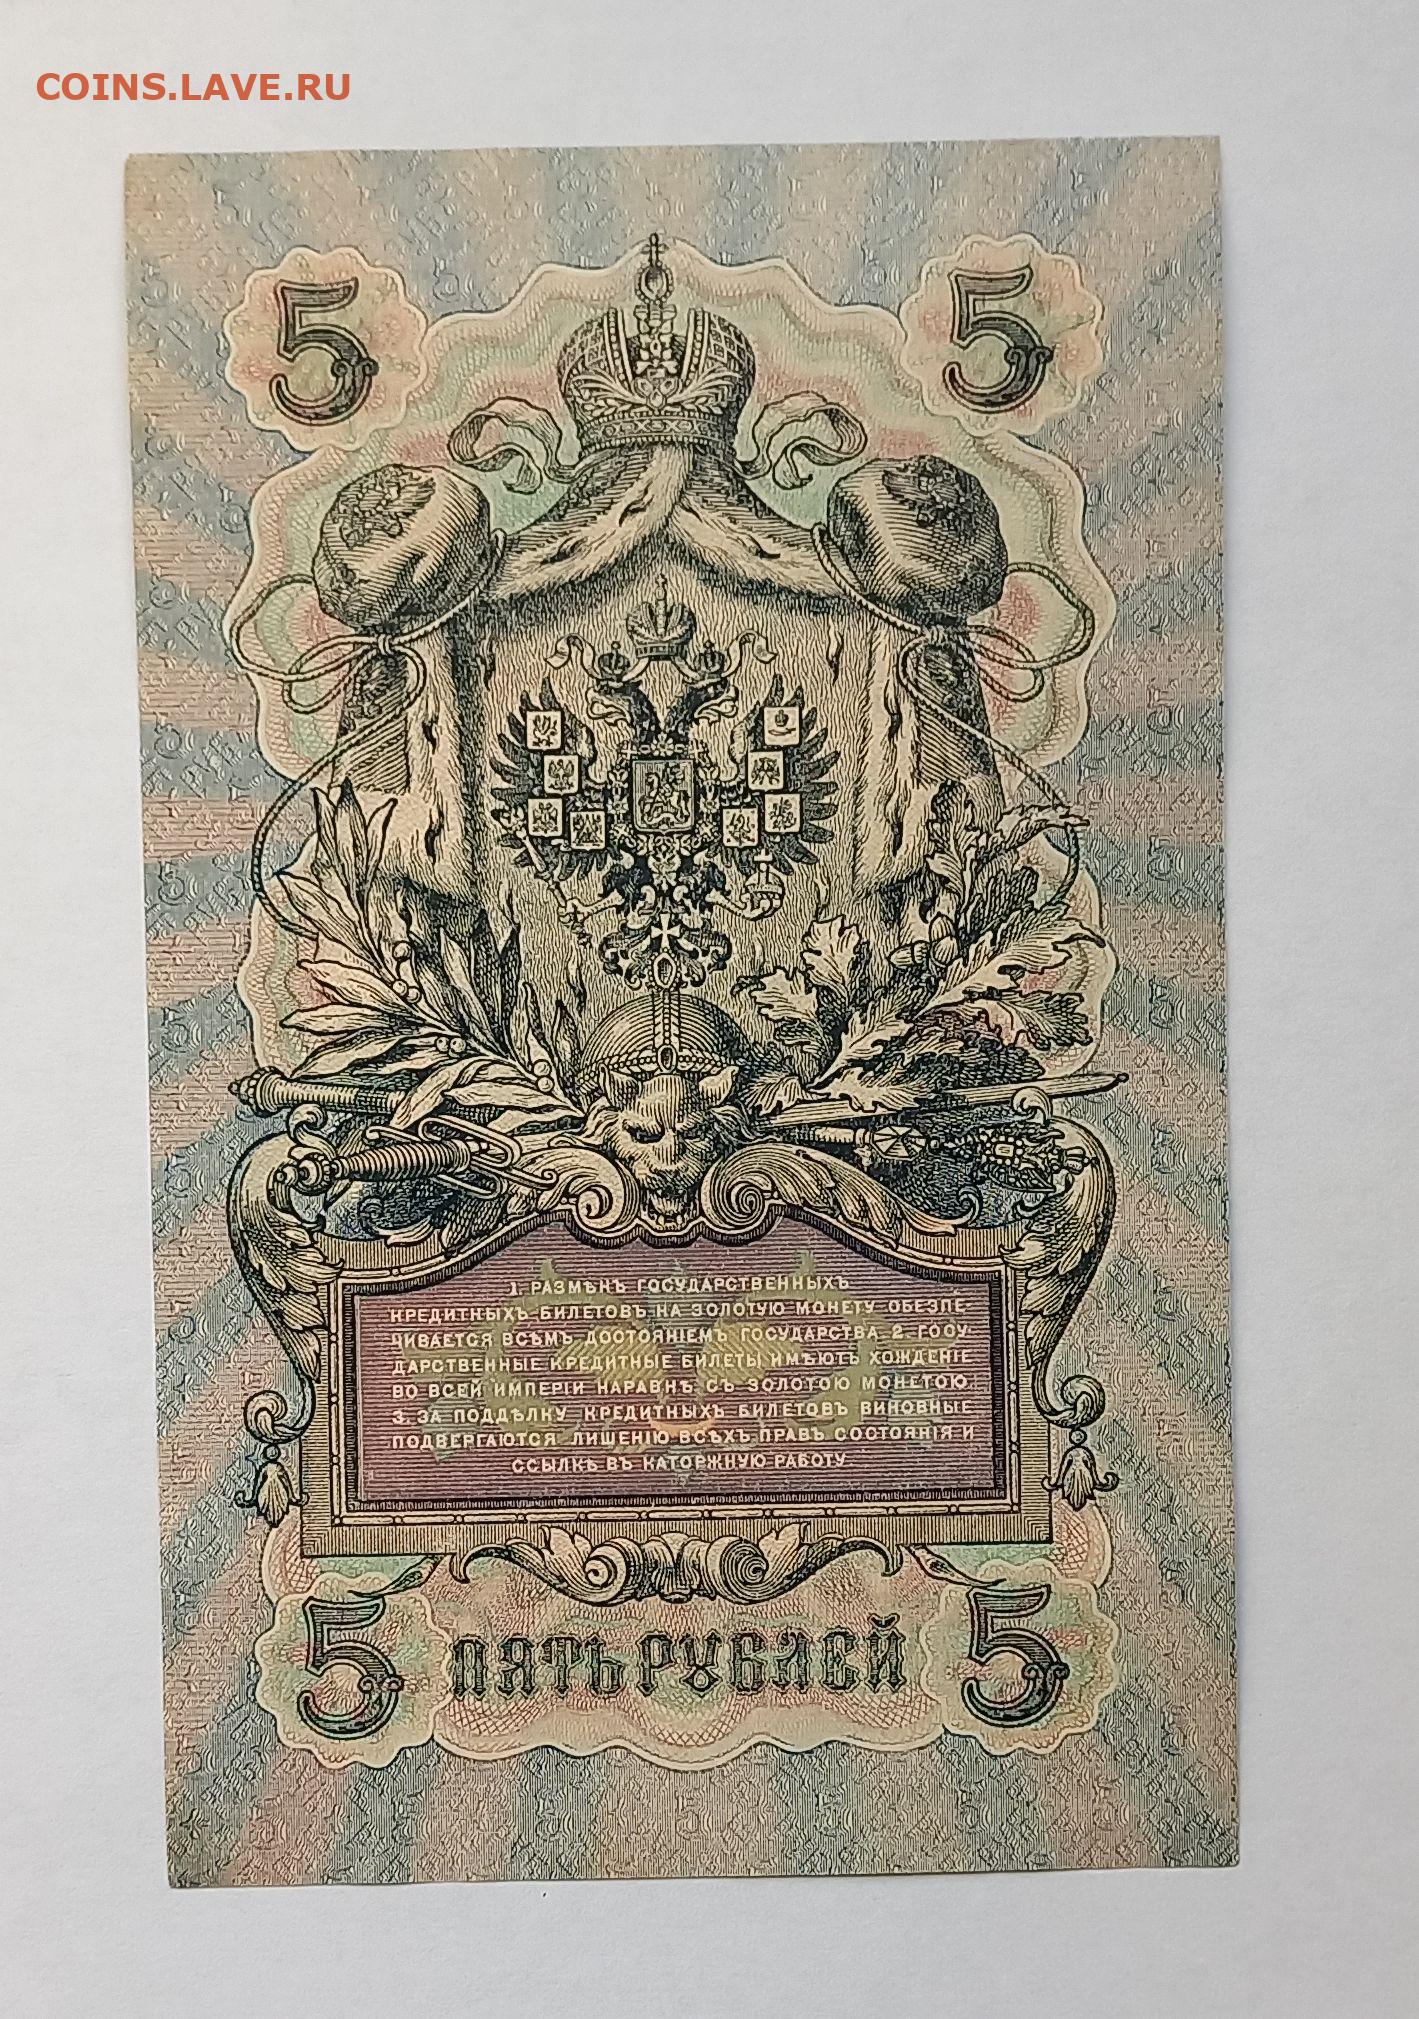 COINS.LAVE.RU
5 5
1. РАЗМѢНЪ ГОСУДАРСТВЕННЫХЪ
КРЕДИТНЫХЪ БИЛЕТОВЪ НА ЗОЛОТУЮ МОНЕТУ ОБЕЗПЕ-
ЧИВАЕТСЯ ВСѢМЪ ДОСТОЯНІЕМЪ ГОСУДАРСТВА. 2. ГОСУ-
ДАРСТВЕННЫЕ КРЕДИТНЫЕ БИЛЕТЫ ИМѢЮТЪ ХОЖДЕНІЕ
ВО ВСЕЙ ИМПЕРІИ НАРАВНѢ СЪ ЗОЛОТОЮ МОНЕТОЮ.
3. ЗА ПОДДѢЛКУ КРЕДИТНЫХЪ БИЛЕТОВЪ ВИНОВНЫЕ
ПОДВЕРГАЮТСЯ ЛИШЕНІЮ ВСѢХЪ ПРАВЪ СОСТОЯНІЯ И
ССЫЛКѢ ВЪ КАТОРЖНУЮ РАБОТУ
5 ПЯТЬ РУБЛЕЙ 5